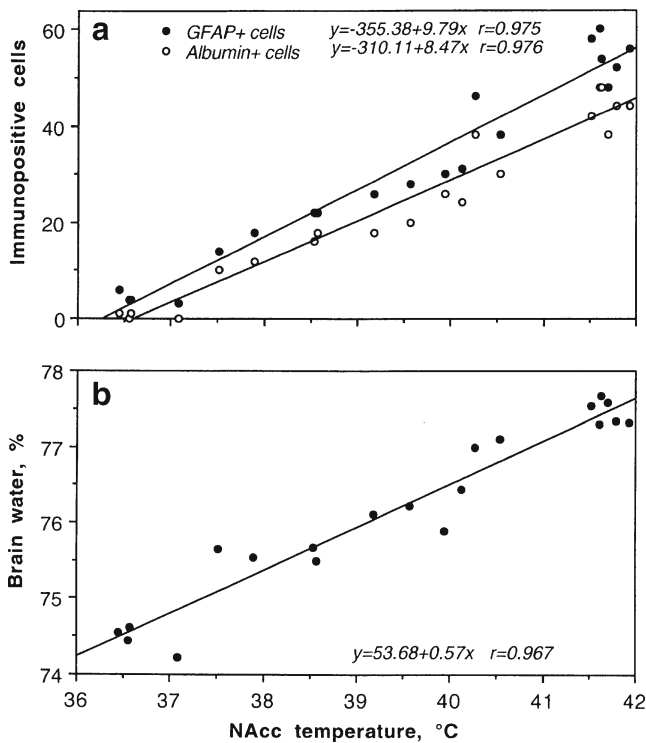 a
GFAP+ cells y=-355.38+9.79x r=0.975
Albumin+ cells y=-310.11+8.47x r=0.976
Immunopositive cells
60
40
20
0
b
78
77
76
75
74
Brain water, %
y=53.68+0.57x r=0.967
36 37 38 39 40 41 42
NAcc temperature, °C